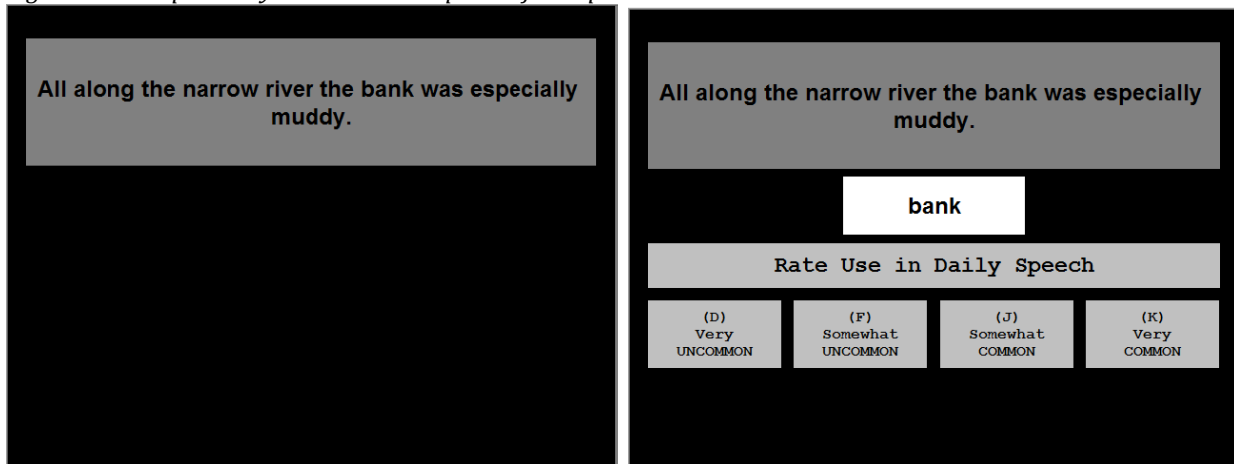 All along the narrow river the bank was especially
muddy.
All along the narrow river the bank was especially
muddy.
bank
Rate Use in Daily Speech
(D)
Very
UNCOMMON
(F)
Somewhat
UNCOMMON
(J)
Somewhat
COMMON
(K)
Very
COMMON